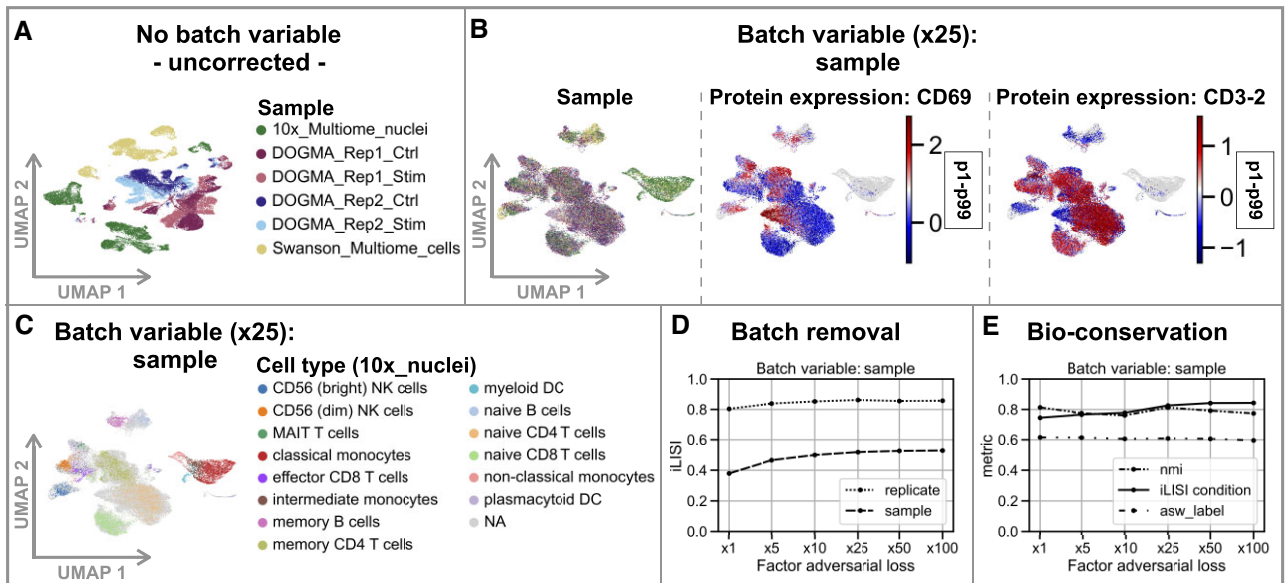 A
No batch variable
- uncorrected -
Sample
10x_Multiome_nuclei
DOGMA_Rep1_Ctrl
DOGMA_Rep1_Stim
DOGMA_Rep2_Ctrl
DOGMA_Rep2_Stim
Swanson_Multiome_cells
UMAP 2
UMAP 1
B
Batch variable (x25):
sample
Sample
Protein expression: CD69
Protein expression: CD3-2
UMAP 2
UMAP 1
2
0
p1-p99
1
0
−1
p1-p99
C
Batch variable (x25):
sample
Cell type (10x_nuclei)
CD56 (bright) NK cells
CD56 (dim) NK cells
MAIT T cells
classical monocytes
effector CD8 T cells
intermediate monocytes
memory B cells
memory CD4 T cells
myeloid DC
naive B cells
naive CD4 T cells
naive CD8 T cells
non-classical monocytes
plasmacytoid DC
NA
UMAP 2
UMAP 1
D
Batch removal
Batch variable: sample
1.0
0.8
0.6
0.4
0.2
0.0
iLISI
replicate
sample
x1 x5 x10 x25 x50 x100
Factor adversarial loss
E
Bio-conservation
Batch variable: sample
1.0
0.8
0.6
0.4
0.2
0.0
metric
nmi
iLISI condition
asw_label
x1 x5 x10 x25 x50 x100
Factor adversarial loss